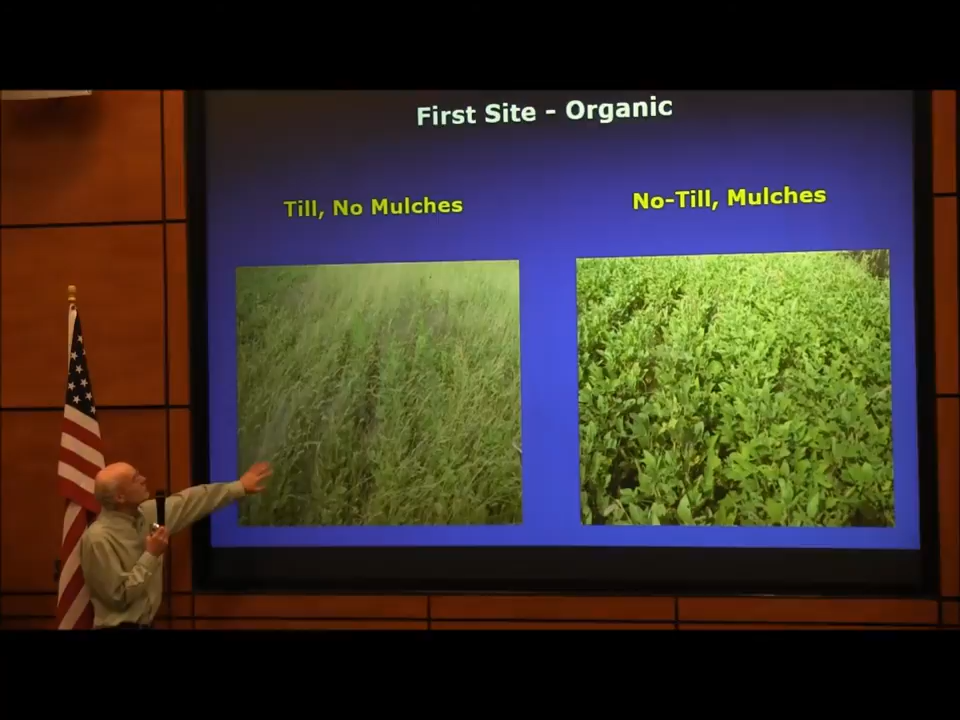 First Site - Organic
Till, No Mulches
No-Till, Mulches